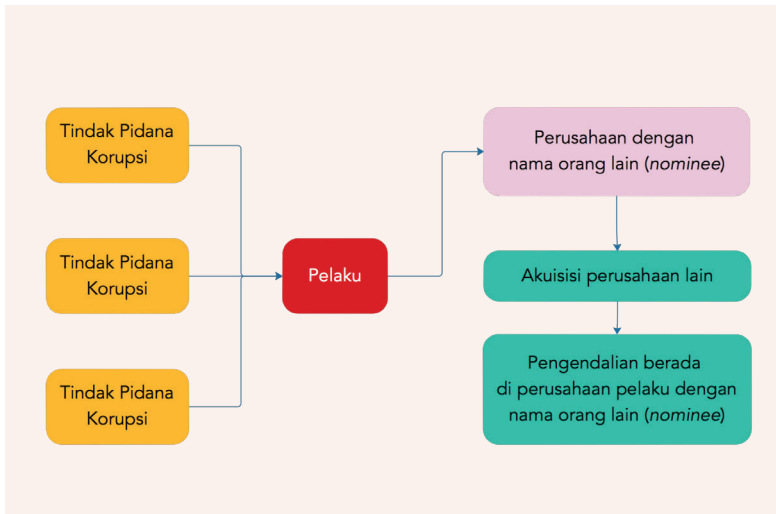 Tindak Pidana
Korupsi
Tindak Pidana
Korupsi
Tindak Pidana
Korupsi
Pelaku
Perusahaan dengan
nama orang lain (nominee)
Akuisisi perusahaan lain
Pengendalian berada
di perusahaan pelaku dengan
nama orang lain (nominee)